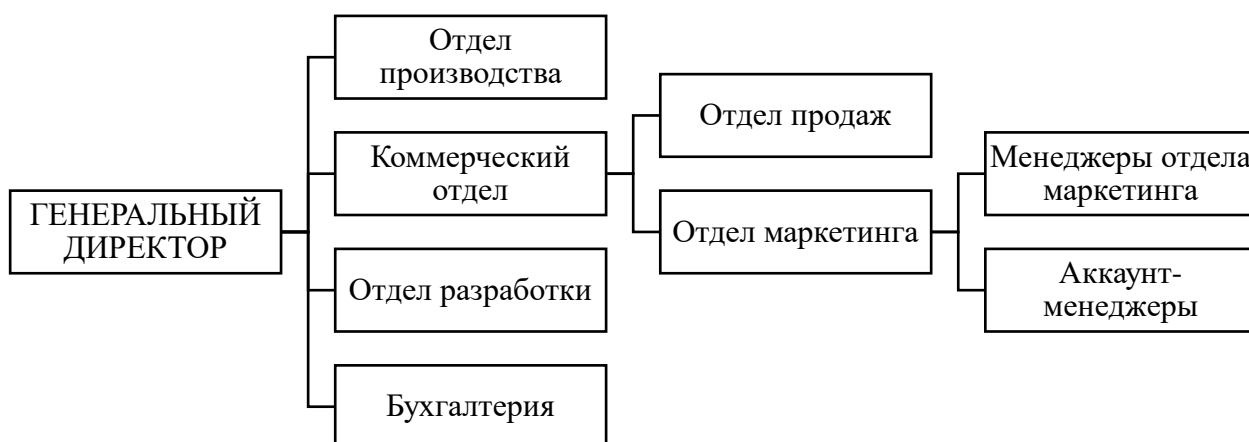 ГЕНЕРАЛЬНЫЙ
ДИРЕКТОР
Отдел
производства
Коммерческий
отдел
Отдел разработки
Бухгалтерия
Отдел продаж
Отдел маркетинга
Менеджеры отдела
маркетинга
Аккаунт-
менеджеры